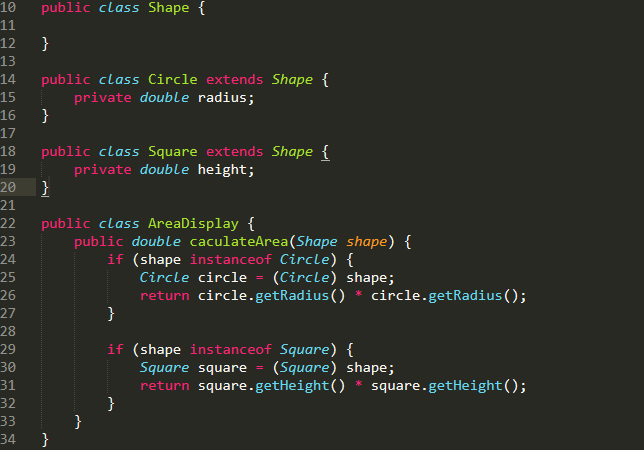 10 public class Shape {
11
12 }
13
14 public class Circle extends Shape {
15     private double radius;
16 }
17
18 public class Square extends Shape {
19     private double height;
20 }
21
22 public class AreaDisplay {
23     public double caculateArea(Shape shape) {
24         if (shape instanceof Circle) {
25             Circle circle = (Circle) shape;
26             return circle.getRadius() * circle.getRadius();
27         }
28
29         if (shape instanceof Square) {
30             Square square = (Square) shape;
31             return square.getHeight() * square.getHeight();
32         }
33     }
34 }